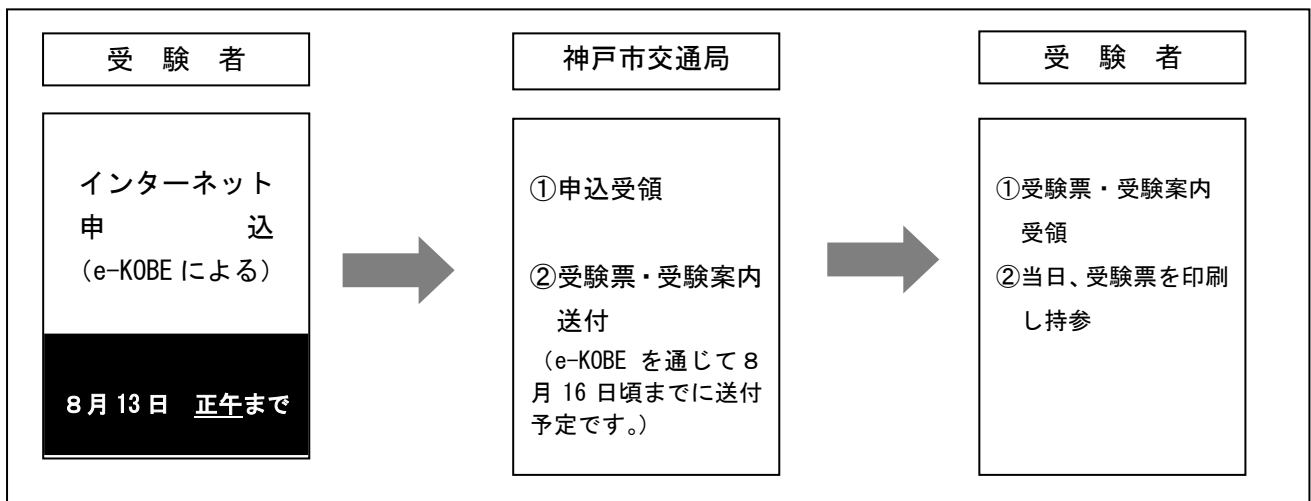 受 験 者
インターネット
申 込
(e-KOBE による)
8月 13 日 正午まで
神戸市交通局
①申込受領
②受験票・受験案内
送付
(e-KOBE を通じて8
月 16 日頃までに送付
予定です。)
受 験 者
①受験票・受験案内
受領
②当日、受験票を印刷
し持参